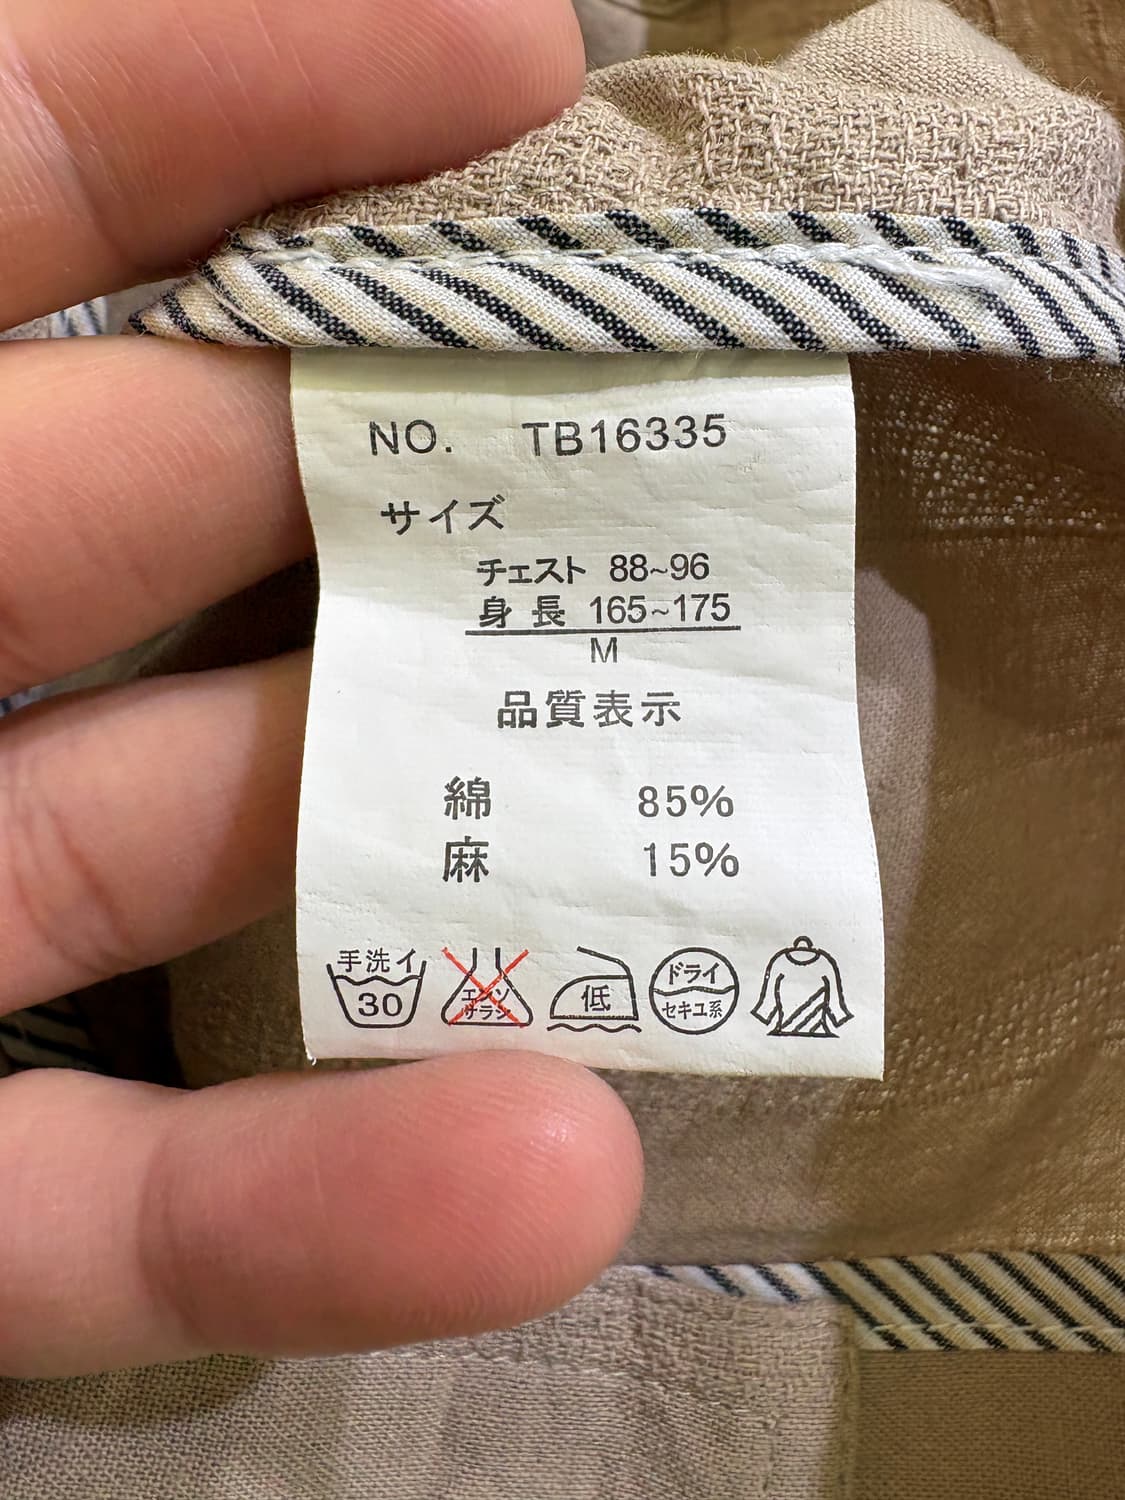 NO. TB16335
サイズ
チェスト 88~96
身長 165~175
M
品質表示
綿 85%
麻 15%
手洗イ
30
エンソ
サラシ
低
ドライ
セキユ系